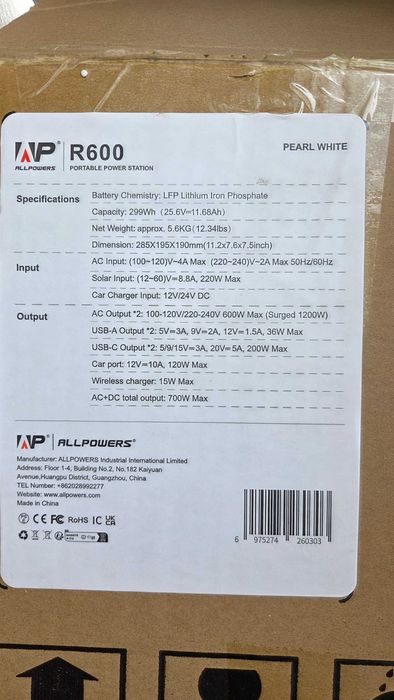 AP® R600
ALLPOWERS PORTABLE POWER STATION
PEARL WHITE
Specifications
Battery Chemistry: LFP Lithium Iron Phosphate
Capacity: 299Wh (25.6V⎓11.68Ah)
Net Weight: approx. 5.6KG (12.34lbs)
Dimension: 285X195X190mm(11.2x7.6x7.5inch)
Input
AC Input: (100~120)V~4A Max (220~240)V~2A Max 50Hz/60Hz
Solar Input: (12~60)V⎓8.8A, 220W Max
Car Charger Input: 12V/24V DC
Output
AC Output *2: 100-120V/220-240V 600W Max (Surged 1200W)
USB-A Output *2: 5V⎓3A, 9V⎓2A, 12V⎓1.5A, 36W Max
USB-C Output *2: 5/9/15V⎓3A, 20V⎓5A, 200W Max
Car port: 12V⎓10A, 120W Max
Wireless charger: 15W Max
AC+DC total output: 700W Max
AP® ALLPOWERS®
Manufacturer: ALLPOWERS Industrial International Limited
Address: Floor 1-4, Building No.2, No.182 Kaiyuan
Avenue,Huangpu District, Guangzhou, China
TEL Number: +862028992277
Website: www.allpowers.com
Made in China
CE FC RoHS IC UKCA
6 975274 260303